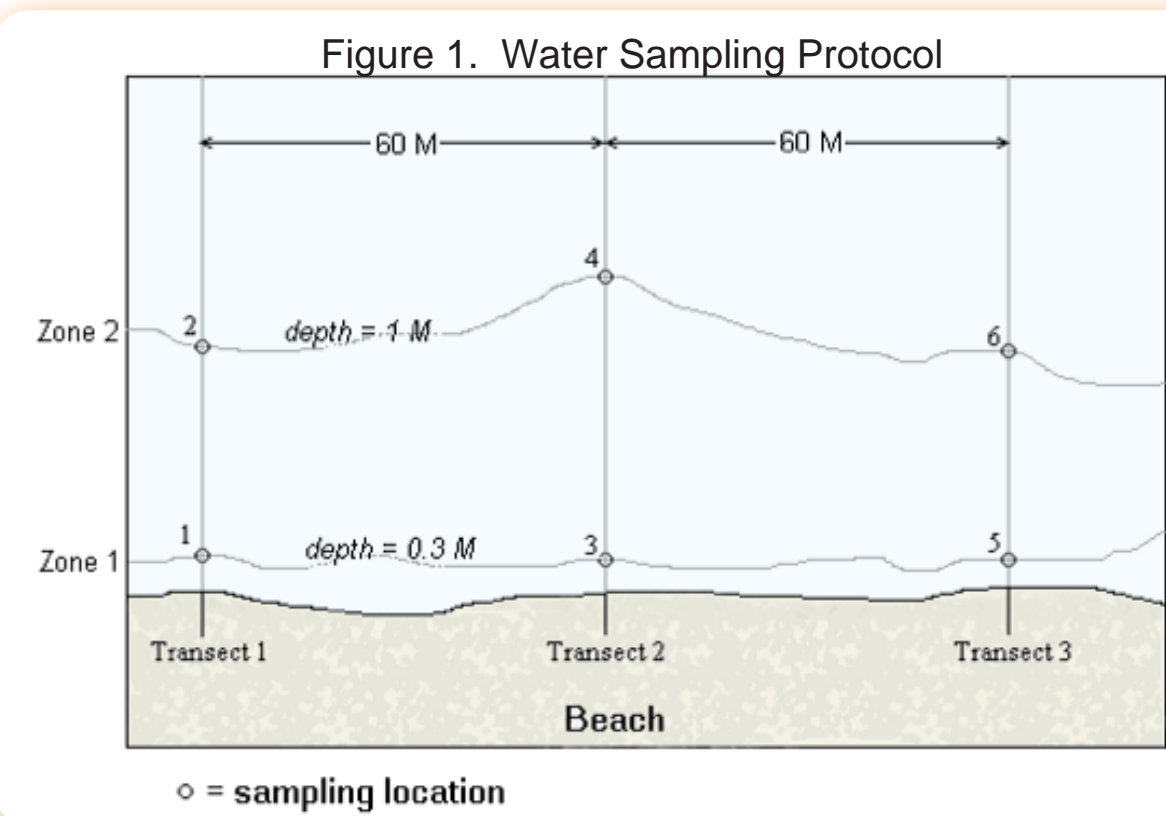 Figure 1. Water Sampling Protocol
60 M
60 M
4
Zone 2
2
depth = 1 M
6
1
depth = 0.3 M
3
5
Zone 1
Transect 1
Transect 2
Transect 3
Beach
= sampling location